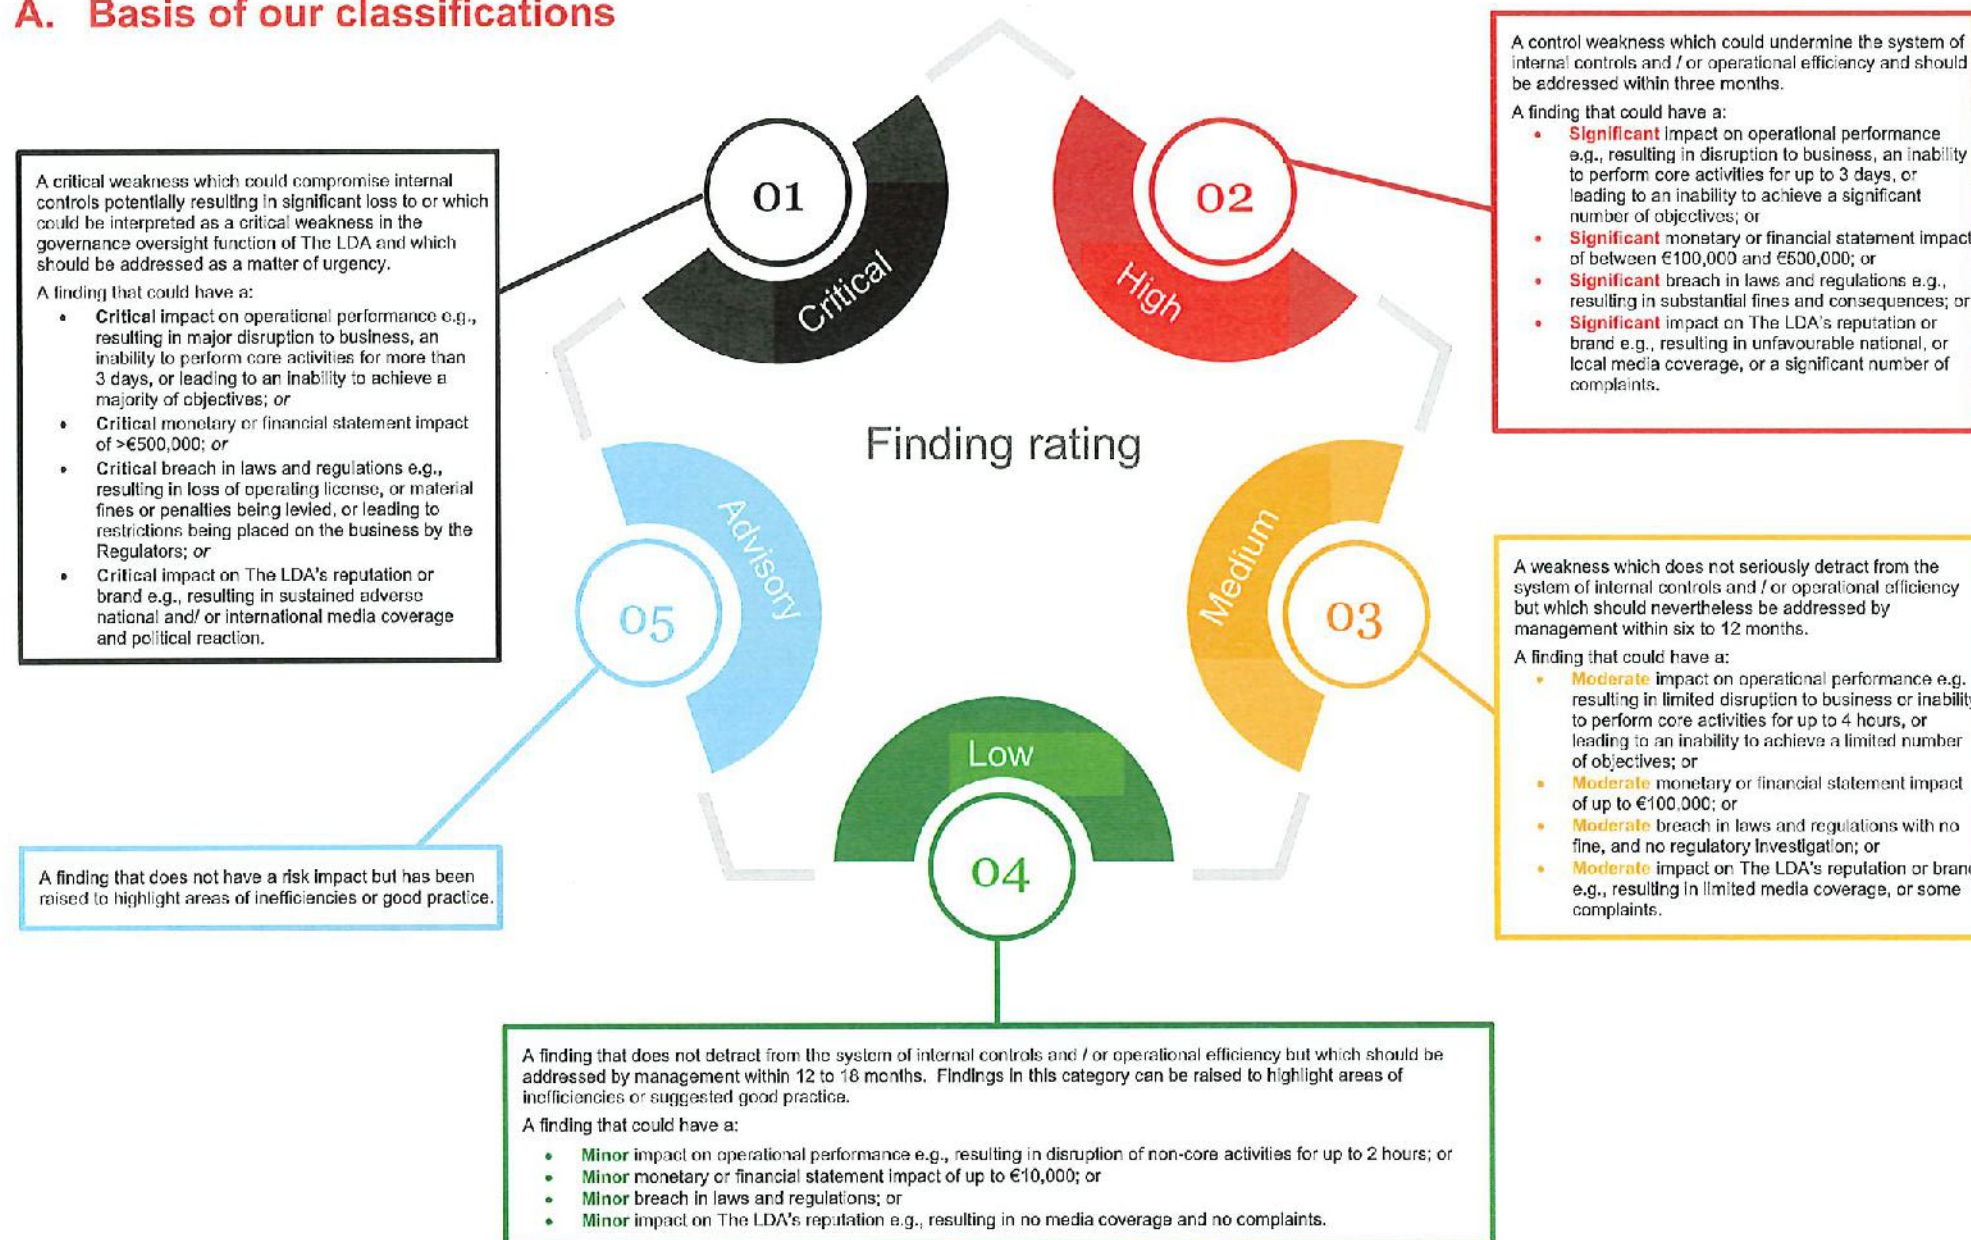 A. Basis of our classifications
A critical weakness which could compromise internal
controls potentially resulting in significant loss to or which
could be interpreted as a critical weakness in the
governance oversight function of The LDA and which
should be addressed as a matter of urgency.
A finding that could have a:
• Critical impact on operational performance e.g.,
resulting in major disruption to business, an
inability to perform core activities for more than
3 days, or leading to an inability to achieve a
majority of objectives; or
• Critical monetary or financial statement impact
of >€500,000; or
• Critical breach in laws and regulations e.g.,
resulting in loss of operating license, or material
fines or penalties being levied, or leading to
restrictions being placed on the business by the
Regulators; or
• Critical impact on The LDA's reputation or
brand e.g., resulting in sustained adverse
national and/ or international media coverage
and political reaction.
01
Critical
02
High
A control weakness which could undermine the system of
internal controls and / or operational efficiency and should
be addressed within three months.
A finding that could have a:
• Significant impact on operational performance
e.g., resulting in disruption to business, an inability
to perform core activities for up to 3 days, or
leading to an inability to achieve a significant
number of objectives; or
• Significant monetary or financial statement impact
of between €100,000 and €500,000; or
• Significant breach in laws and regulations e.g.,
resulting in substantial fines and consequences; or
• Significant impact on The LDA's reputation or
brand e.g., resulting in unfavourable national, or
local media coverage, or a significant number of
complaints.
Finding rating
Advisory
05
Medium
03
A weakness which does not seriously detract from the
system of internal controls and / or operational efficiency
but which should nevertheless be addressed by
management within six to 12 months.
A finding that could have a:
• Moderate impact on operational performance e.g.
resulting in limited disruption to business or inability
to perform core activities for up to 4 hours, or
leading to an inability to achieve a limited number
of objectives; or
• Moderate monetary or financial statement impact
of up to €100,000; or
• Moderate breach in laws and regulations with no
fine, and no regulatory investigation; or
• Moderate impact on The LDA's reputation or brand
e.g., resulting in limited media coverage, or some
complaints.
Low
04
A finding that does not have a risk impact but has been
raised to highlight areas of inefficiencies or good practice.
A finding that does not detract from the system of internal controls and / or operational efficiency but which should be
addressed by management within 12 to 18 months. Findings in this category can be raised to highlight areas of
inefficiencies or suggested good practice.
A finding that could have a:
• Minor impact on operational performance e.g., resulting in disruption of non-core activities for up to 2 hours; or
• Minor monetary or financial statement impact of up to €10,000; or
• Minor breach in laws and regulations; or
• Minor impact on The LDA's reputation e.g., resulting in no media coverage and no complaints.